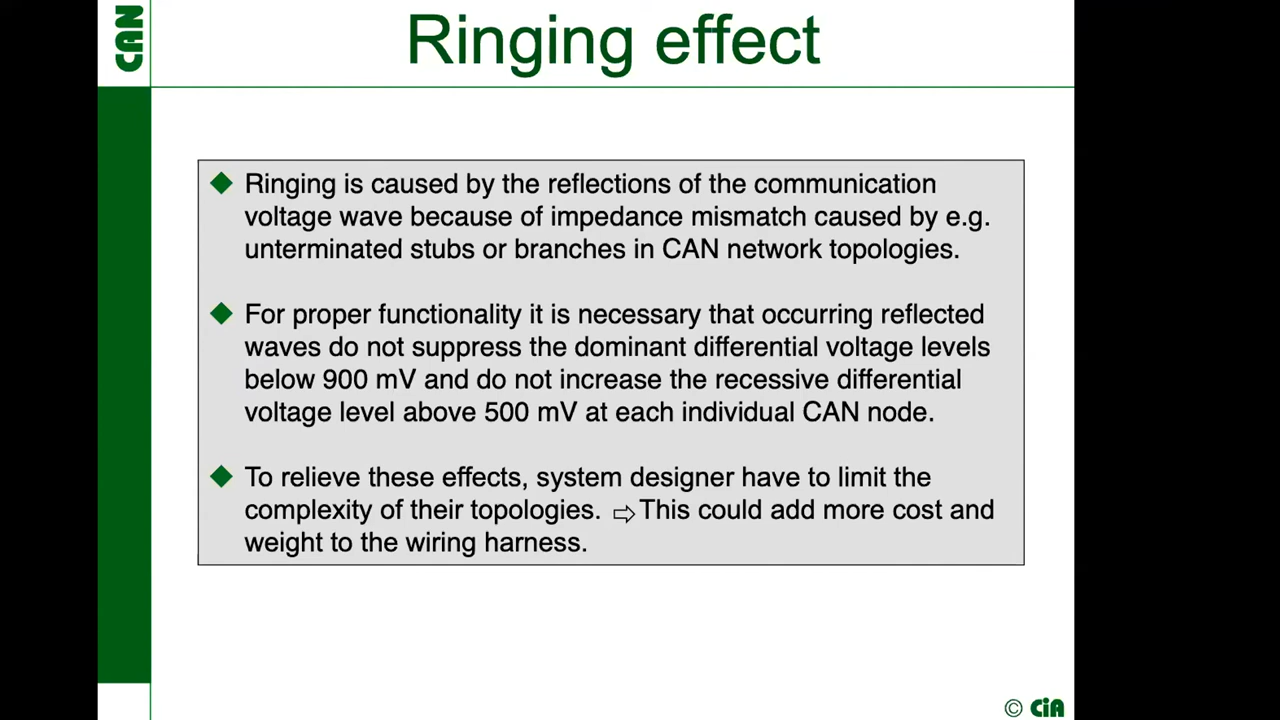 CAN
Ringing effect
Ringing is caused by the reflections of the communication
voltage wave because of impedance mismatch caused by e.g.
unterminated stubs or branches in CAN network topologies.
For proper functionality it is necessary that occurring reflected
waves do not suppress the dominant differential voltage levels
below 900 mV and do not increase the recessive differential
voltage level above 500 mV at each individual CAN node.
To relieve these effects, system designer have to limit the
complexity of their topologies. ⇨ This could add more cost and
weight to the wiring harness.
© CiA